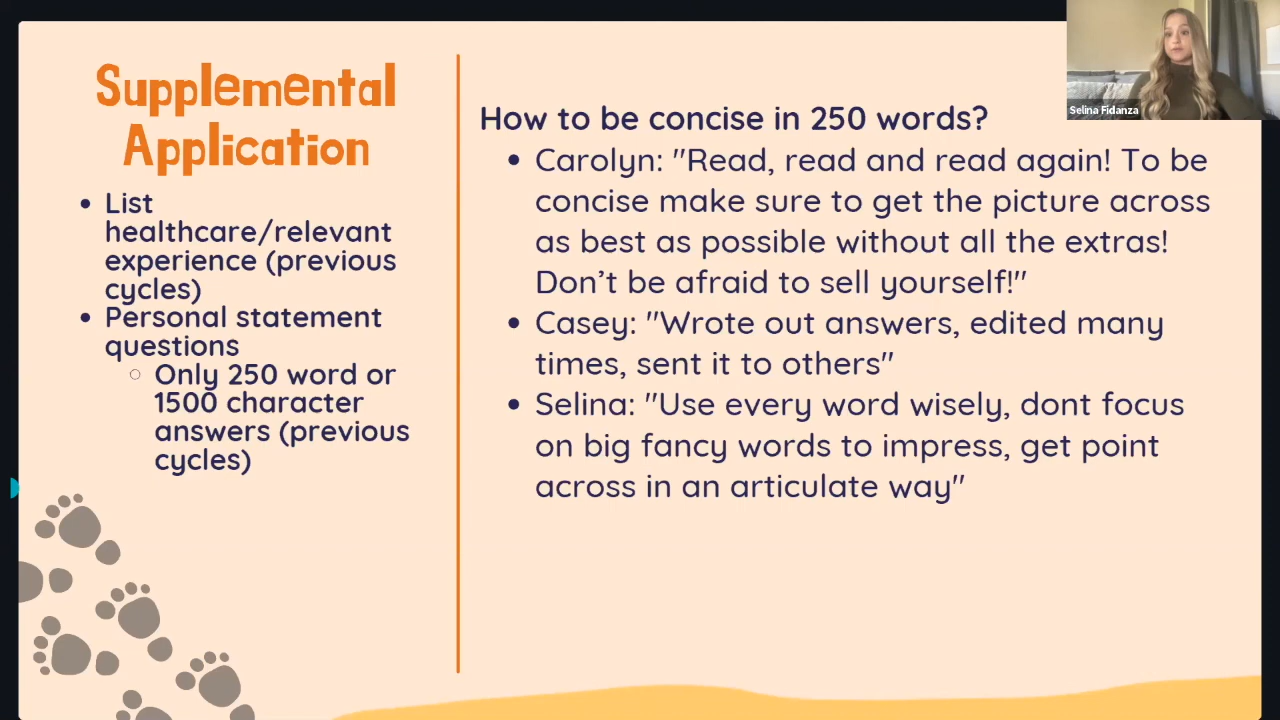 Supplemental
Application
• List
healthcare/relevant
experience (previous
cycles)
• Personal statement
questions
○ Only 250 word or
1500 character
answers (previous
cycles)
How to be concise in 250 words?
• Carolyn: "Read, read and read again! To be
concise make sure to get the picture across
as best as possible without all the extras!
Don’t be afraid to sell yourself!"
• Casey: "Wrote out answers, edited many
times, sent it to others"
• Selina: "Use every word wisely, dont focus
on big fancy words to impress, get point
across in an articulate way"
Selina Fidanza